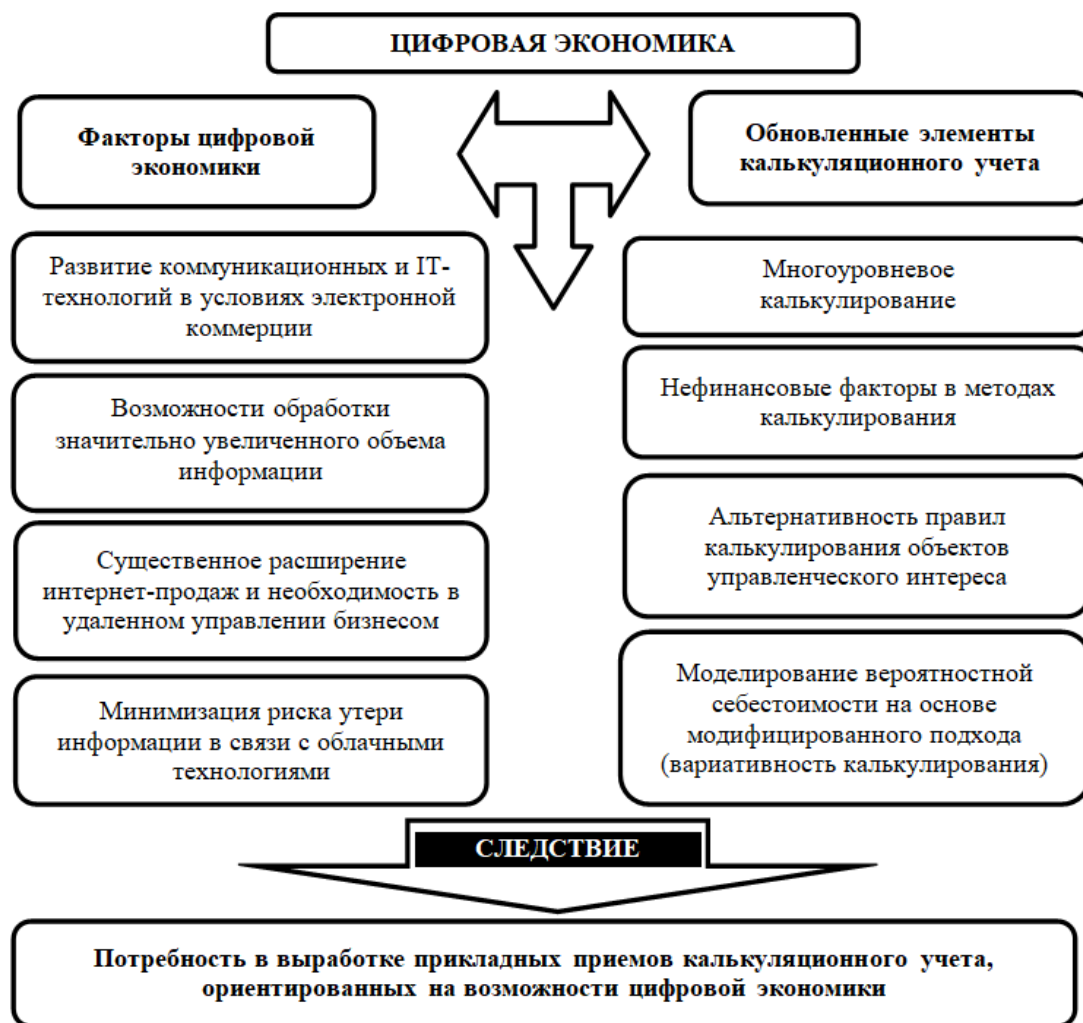 ЦИФРОВАЯ ЭКОНОМИКА
Факторы цифровой
экономики
Обновленные элементы
калькуляционного учета
Развитие коммуникационных и IT-
технологий в условиях электронной
коммерции
Возможности обработки
значительно увеличенного объема
информации
Существенное расширение
интернет-продаж и необходимость в
удаленном управлении бизнесом
Минимизация риска утери
информации в связи с облачными
технологиями
Многоуровневое
калькулирование
Нефинансовые факторы в методах
калькулирования
Альтернативность правил
калькулирования объектов
управленческого интереса
Моделирование вероятностной
себестоимости на основе
модифицированного подхода
(вариативность калькулирования)
СЛЕДСТВИЕ
Потребность в выработке прикладных приемов калькуляционного учета,
ориентированных на возможности цифровой экономики